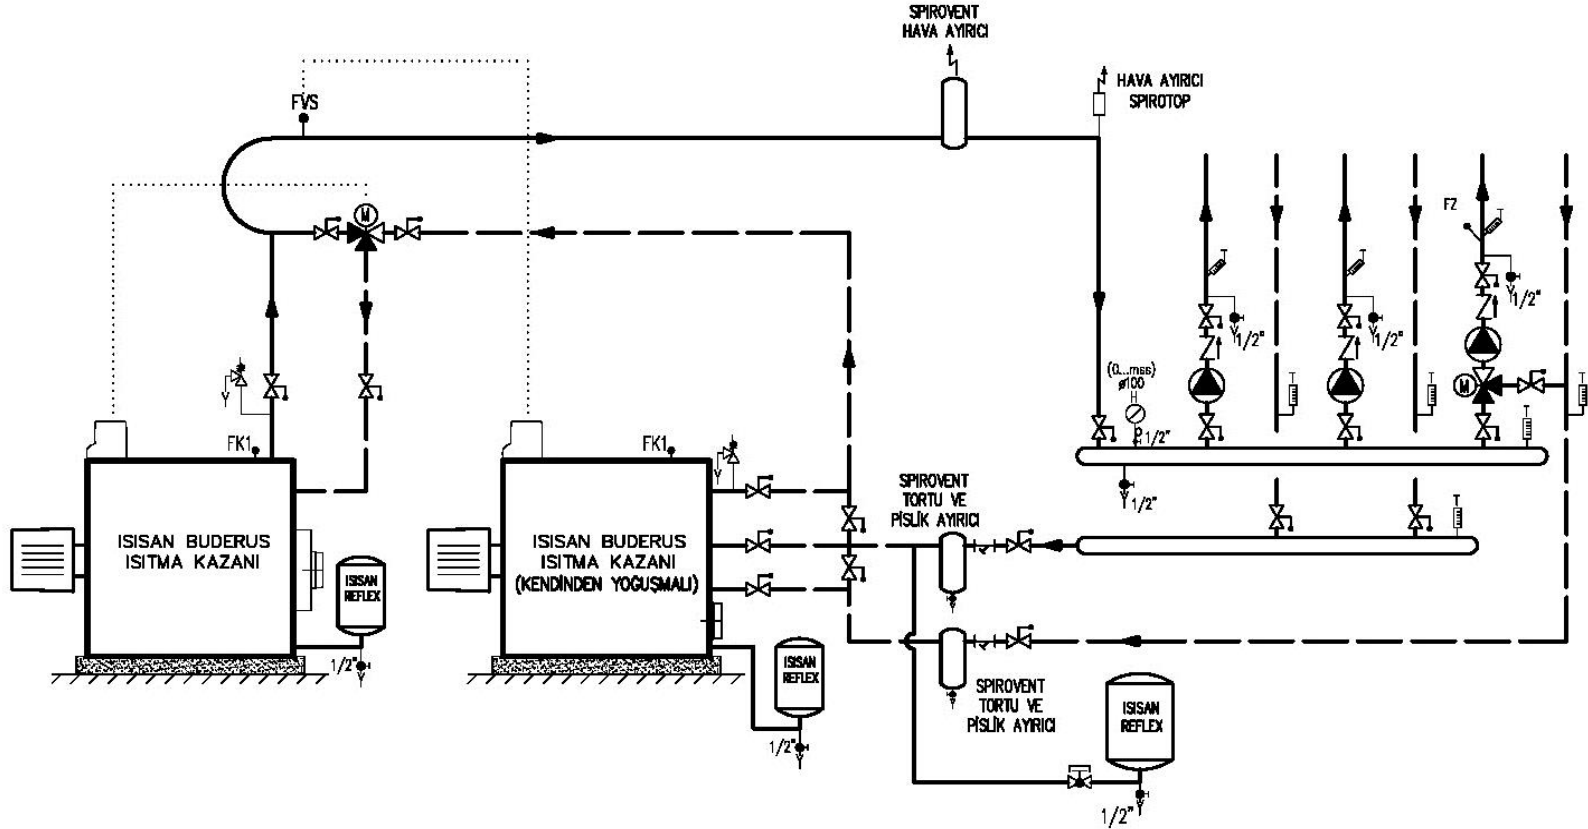 SPIROVENT
HAVA AYIRICI
HAVA AYIRICI
SPIROTOP
FVS
M
FZ
T
T
T
1/2"
1/2"
1/2"
(0...mss)
ø100
H
1/2"
T
T
M
T
T
1/2"
FK1
FK1
ISISAN BUDERUS
ISITMA KAZANI
ISISAN BUDERUS
ISITMA KAZANI
(KENDİNDEN YOGUŞMALI)
SPIROVENT
TORTU VE
PİSLİK AYIRICI
T
ISISAN
REFLEX
1/2"
ISISAN
REFLEX
1/2"
SPIROVENT
TORTU VE
PİSLİK AYIRICI
ISISAN
REFLEX
1/2"